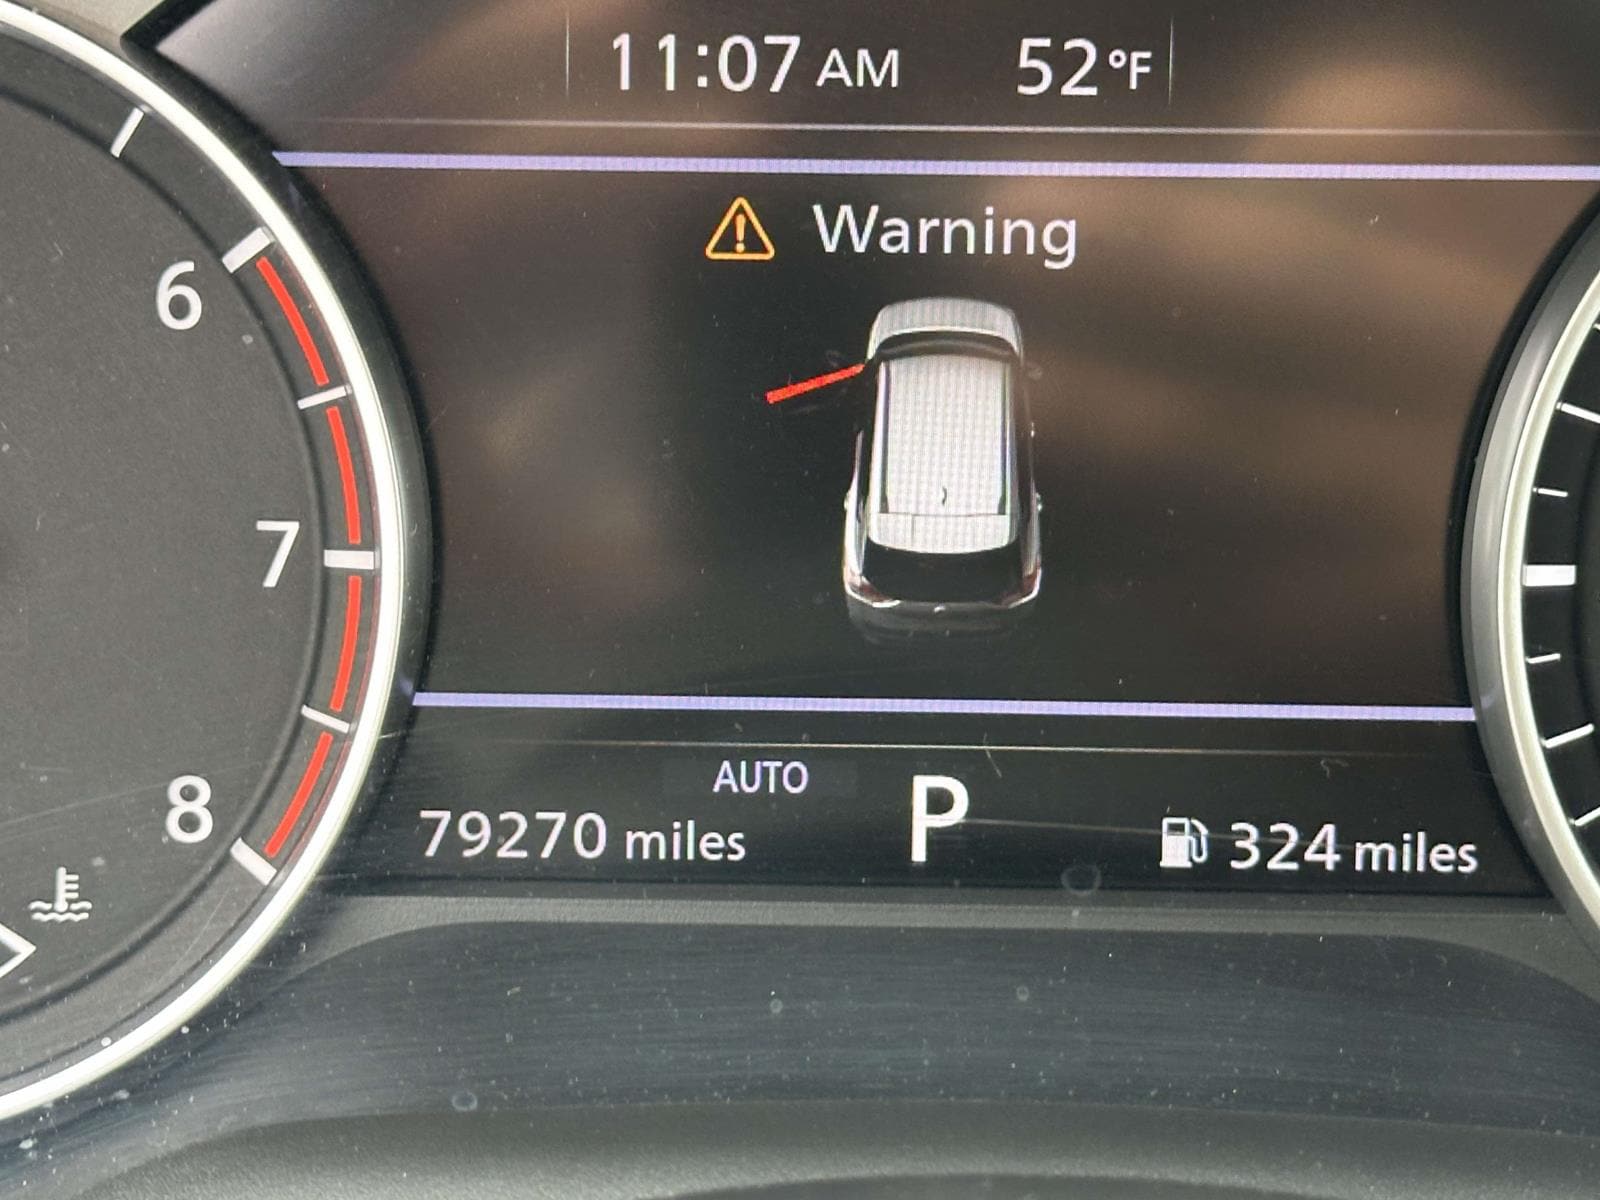 11:07 AM 52°F
Warning
6
7
8
AUTO
79270 miles P 324 miles